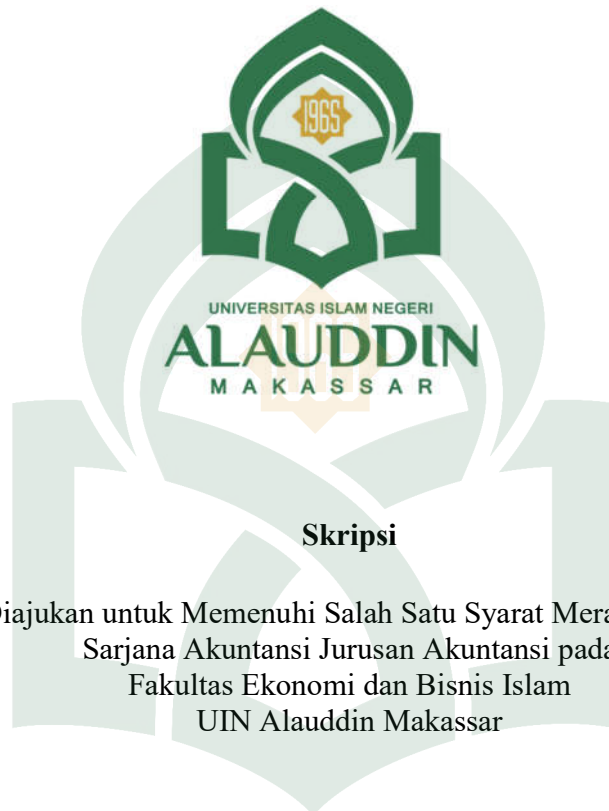 1965
UNIVERSITAS ISLAM NEGERI
ALAUDDIN
MAKASSAR
Skripsi
Diajukan untuk Memenuhi Salah Satu Syarat
Sarjana Akuntansi Jurusan Akuntansi pada
Fakultas Ekonomi dan Bisnis Islam
UIN Alauddin Makassar